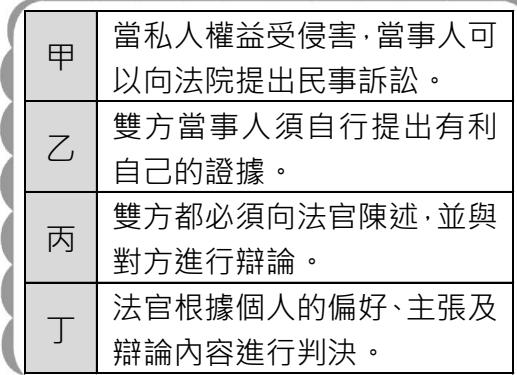 甲
當私人權益受侵害，當事人可
以向法院提出民事訴訟。
乙
雙方當事人須自行提出有利
自己的證據。
丙
雙方都必須向法官陳述，並與
對方進行辯論。
丁
法官根據個人的偏好、主張及
辯論內容進行判決。